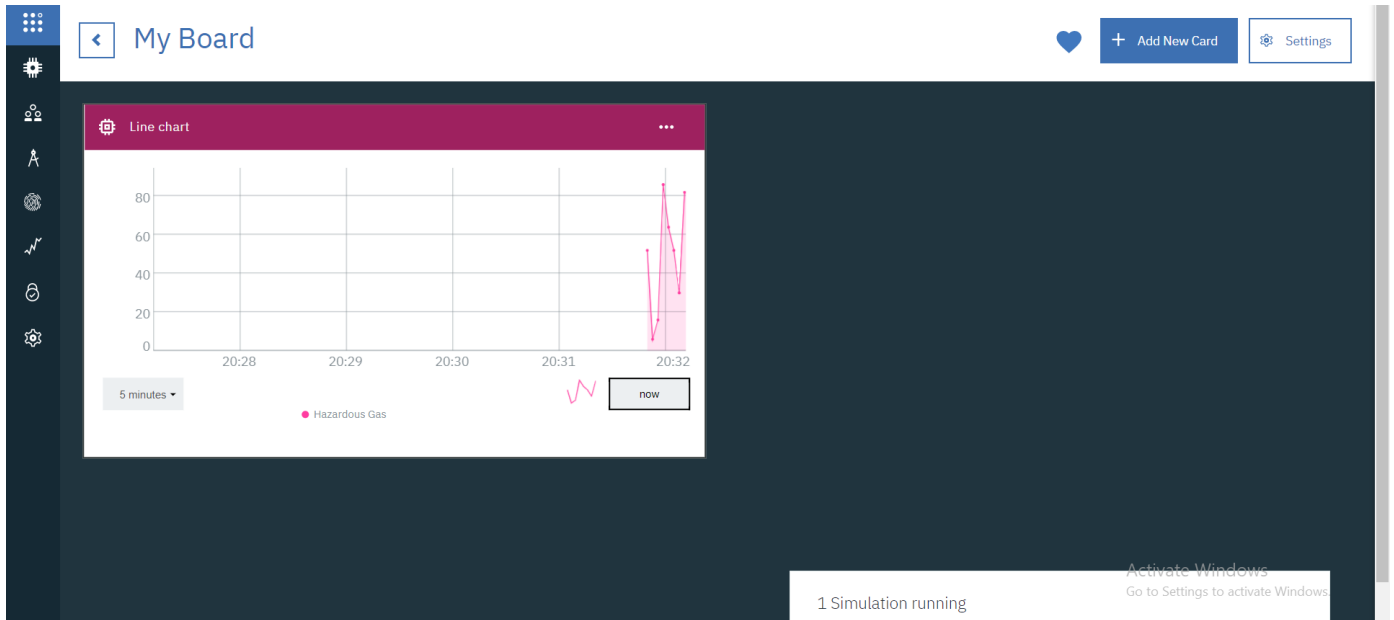 My Board
Add New Card
Settings
Line chart
80
60
40
20
0
20:28 20:29 20:30 20:31 20:32
5 minutes
now
Hazardous Gas
Activate Windows
Go to Settings to activate Windows.
1 Simulation running